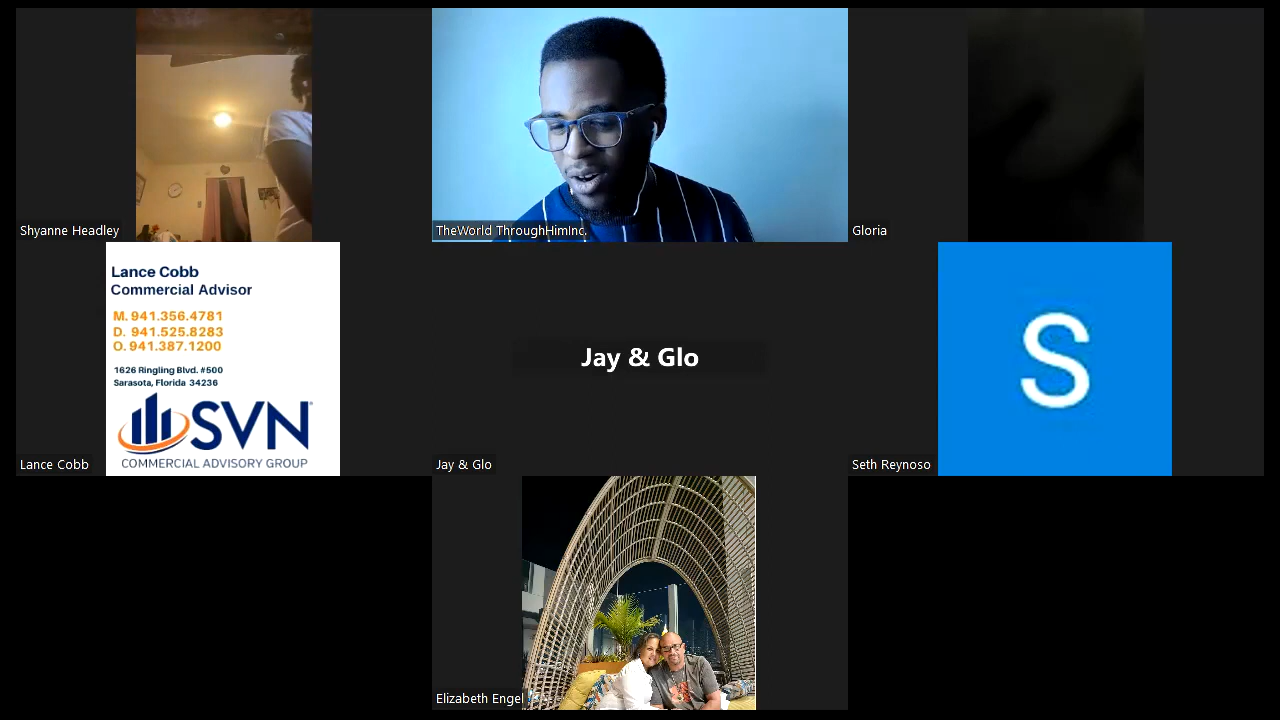 Shyanne Headley
TheWorld ThroughHimInc.
Gloria
Lance Cobb
Commercial Advisor
M. 941.356.4781
D. 941.525.8283
O. 941.387.1200
1626 Ringling Blvd. #500
Sarasota, Florida 34236
SVN
COMMERCIAL ADVISORY GROUP
Lance Cobb
Jay & Glo
Jay & Glo
S
Seth Reynoso
Elizabeth Engel